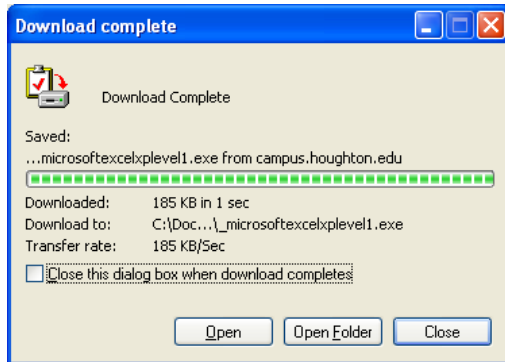 Download complete
Download Complete
Saved:
...microsoftexcelxplevel1.exe from campus.houghton.edu
Downloaded: 185 KB in 1 sec
Download to: C:\Doc...\_microsoftexcelxplevel1.exe
Transfer rate: 185 KB/Sec
Close this dialog box when download completes
Open Open Folder Close